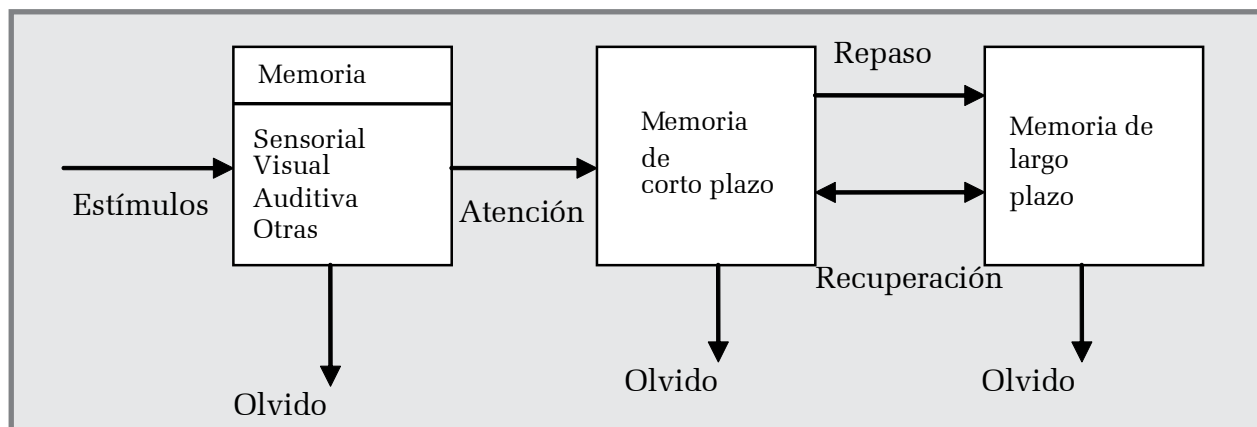 Estímulos
Memoria
Sensorial
Visual
Auditiva
Otras
Olvido
Atención
Memoria
de
corto plazo
Olvido
Repaso
Recuperación
Memoria de
largo
plazo
Olvido